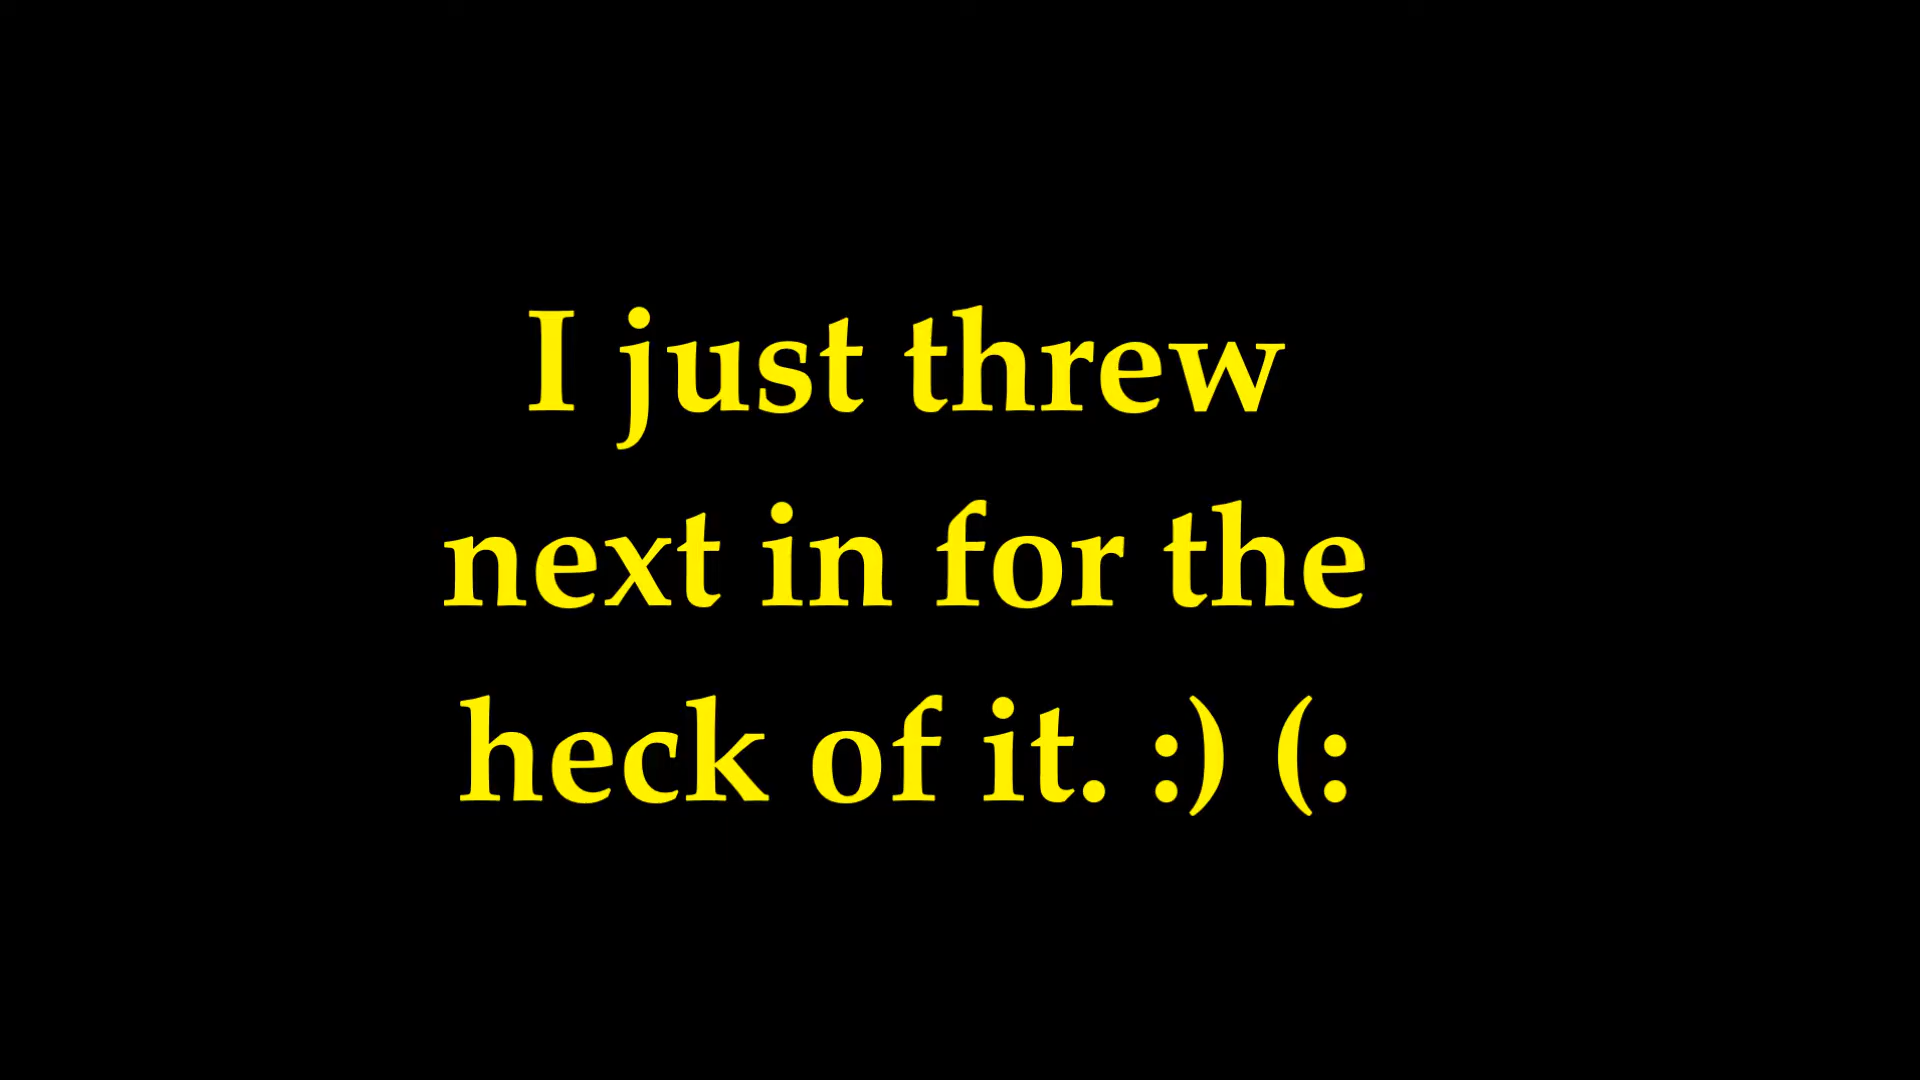 I just threw
next in for the
heck of it. :) (: